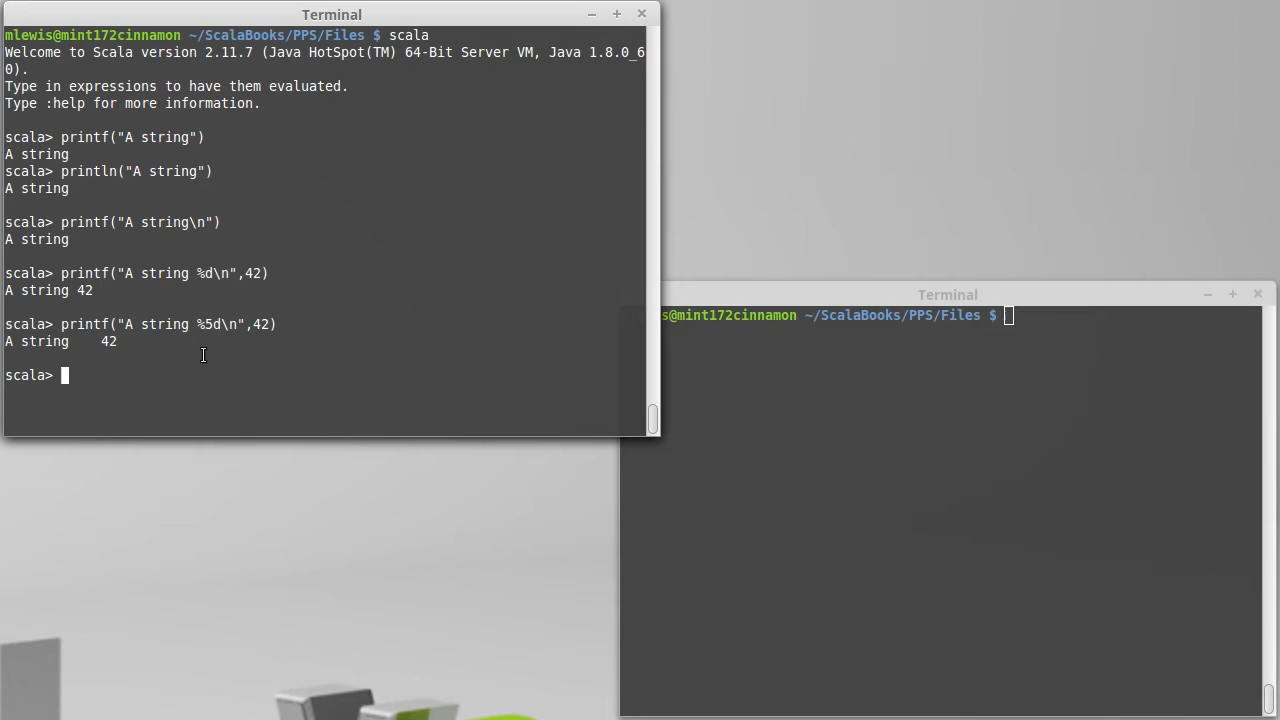 Terminal
mlewis@mint172cinnamon ~/ScalaBooks/PPS/Files $ scala
Welcome to Scala version 2.11.7 (Java HotSpot(TM) 64-Bit Server VM, Java 1.8.0_6
0).
Type in expressions to have them evaluated.
Type :help for more information.
scala> printf("A string")
A string
scala> println("A string")
A string
scala> printf("A string\n")
A string
scala> printf("A string %d\n",42)
A string 42
scala> printf("A string %5d\n",42)
A string    42
scala>
Terminal
s@mint172cinnamon ~/ScalaBooks/PPS/Files $